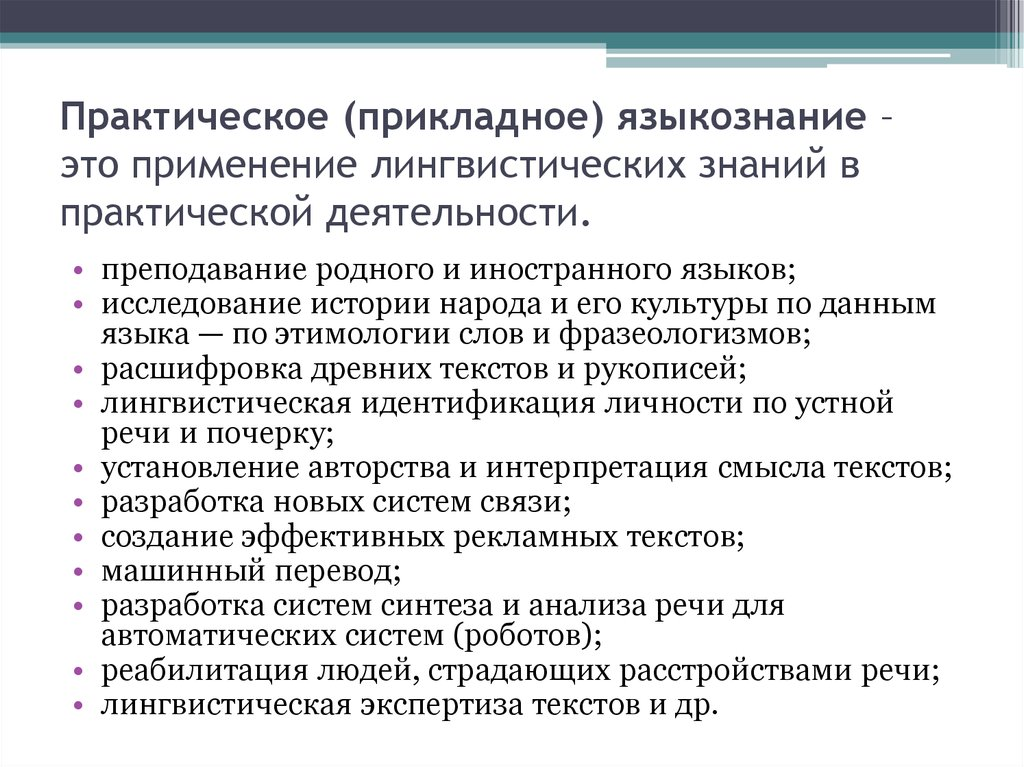 Практическое (прикладное) языкознание –
это применение лингвистических знаний в
практической деятельности.
• преподавание родного и иностранного языков;
• исследование истории народа и его культуры по данным
языка — по этимологии слов и фразеологизмов;
• расшифровка древних текстов и рукописей;
• лингвистическая идентификация личности по устной
речи и почерку;
• установление авторства и интерпретация смысла текстов;
• разработка новых систем связи;
• создание эффективных рекламных текстов;
• машинный перевод;
• разработка систем синтеза и анализа речи для
автоматических систем (роботов);
• реабилитация людей, страдающих расстройствами речи;
• лингвистическая экспертиза текстов и др.